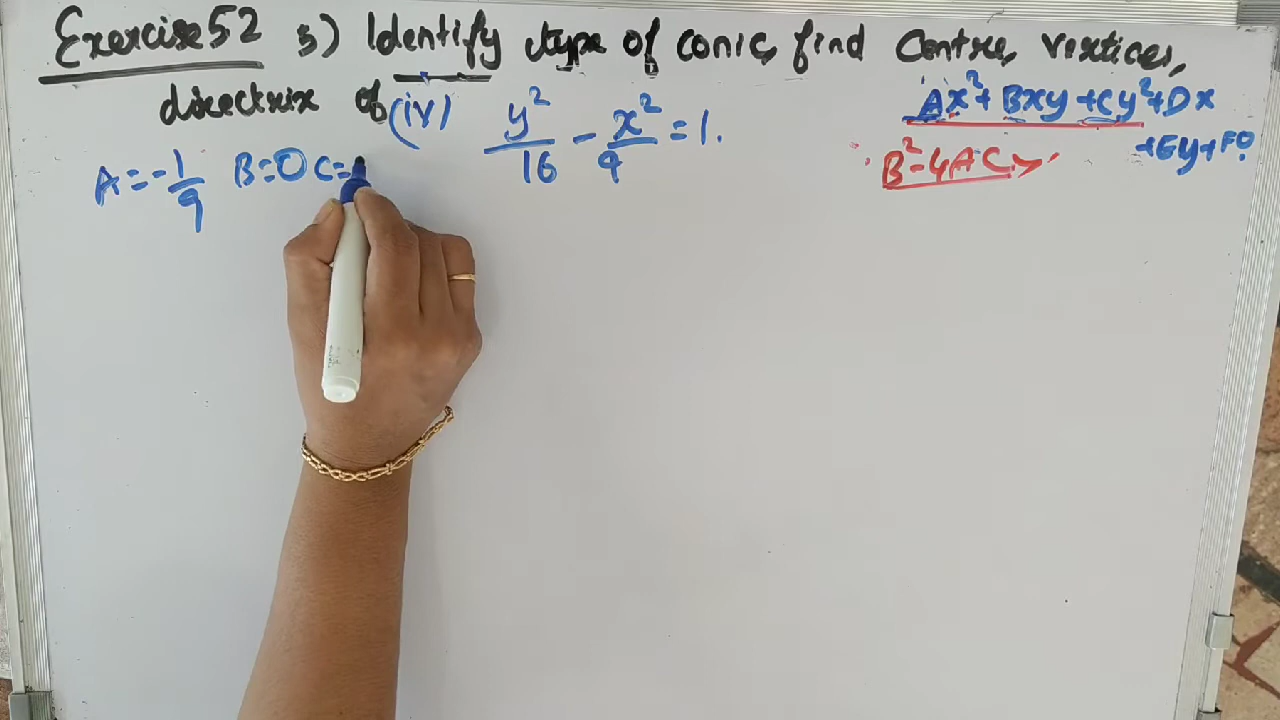 Exercise 5.2 5) Identify type of conic, find Centre, vertices,
directrix of (iv) y²/16 - x²/9 = 1.
Ax² + Bxy + Cy² + Dx
+ Ey + F = 0
B² - 4AC >
A = -1/9 B = 0 C =